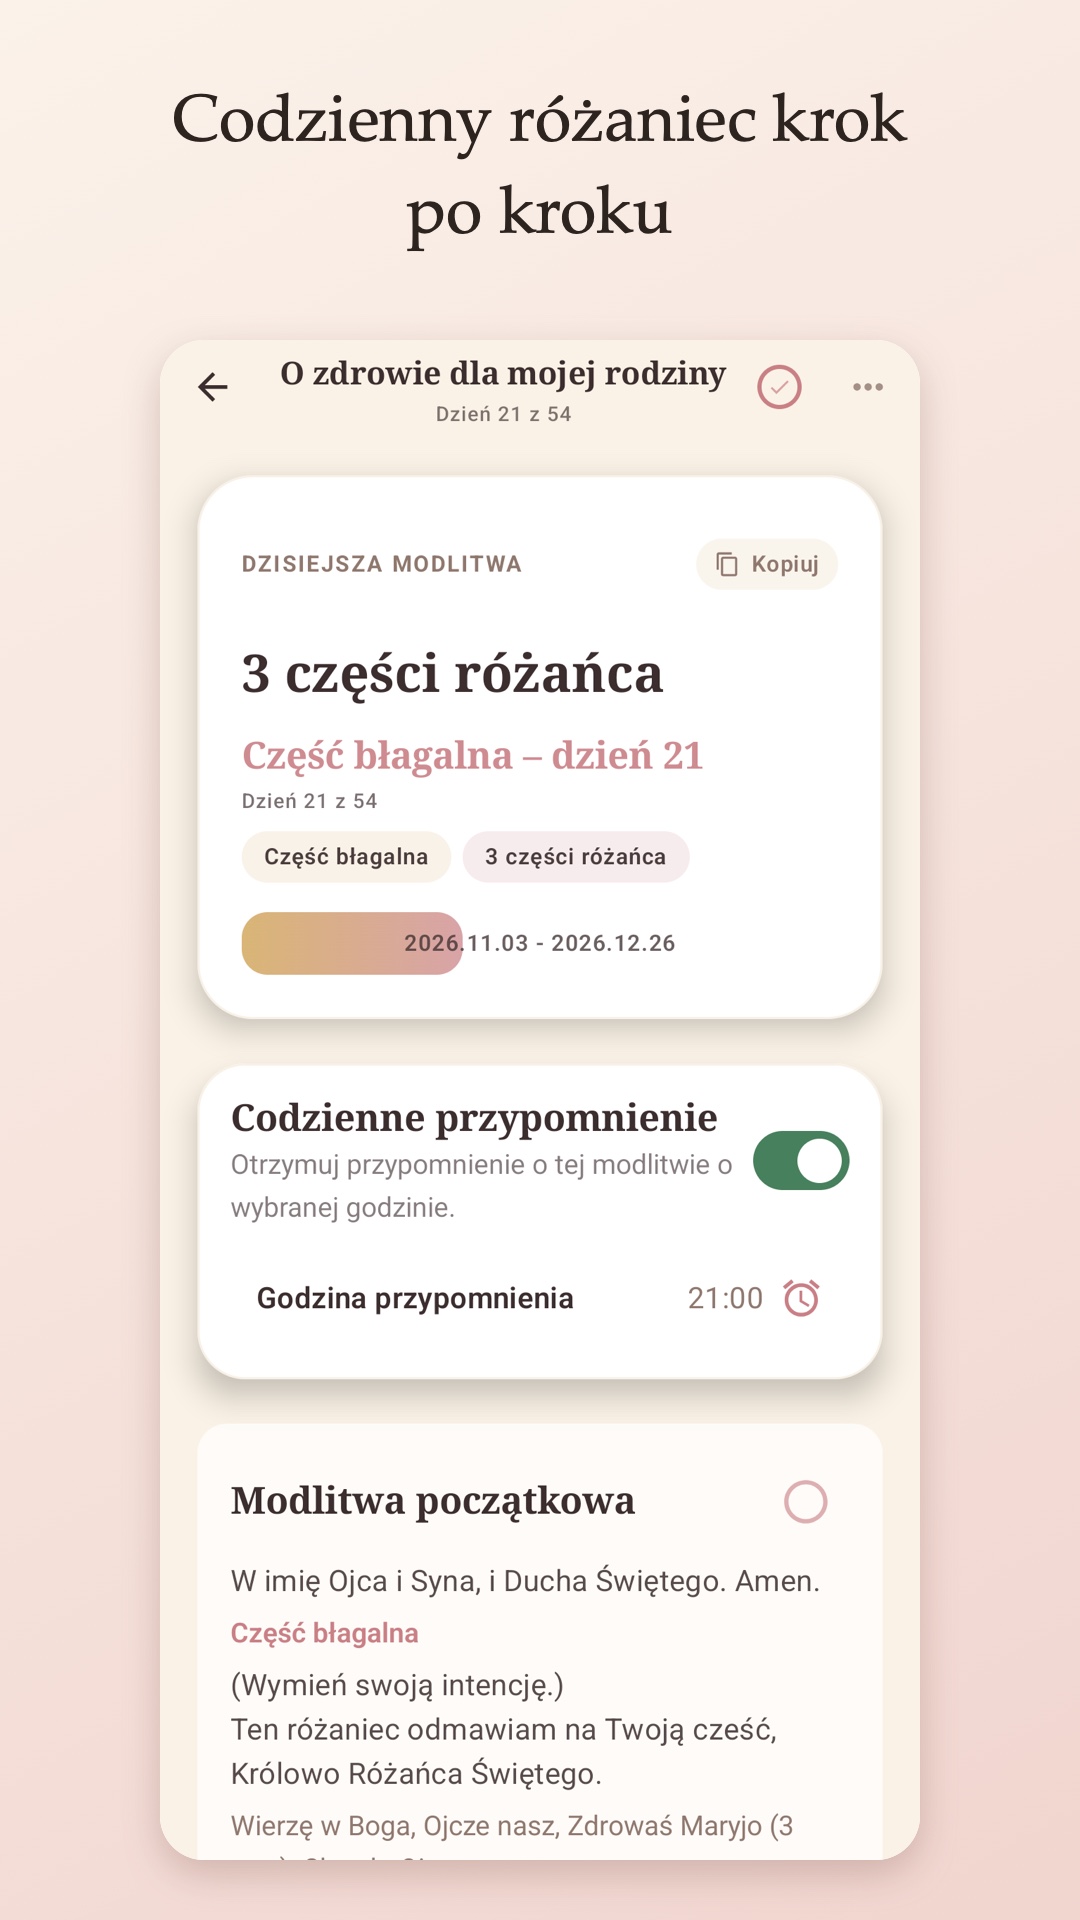 Codzienny różaniec krok
po kroku
O zdrowie dla mojej rodziny
Dzień 21 z 54
DZISIEJSZA MODLITWA
Kopiuj
3 części różańca
Część błagalna – dzień 21
Dzień 21 z 54
Część błagalna
3 części różańca
2026.11.03 - 2026.12.26
Codzienne przypomnienie
Otrzymuj przypomnienie o tej modlitwie o
wybranej godzinie.
Godzina przypomnienia
21:00
Modlitwa początkowa
W imię Ojca i Syna, i Ducha Świętego. Amen.
Część błagalna
(Wymień swoją intencję.)
Ten różaniec odmawiam na Twoją cześć,
Królowo Różańca Świętego.
Wierzę w Boga, Ojcze nasz, Zdrowaś Maryjo (3